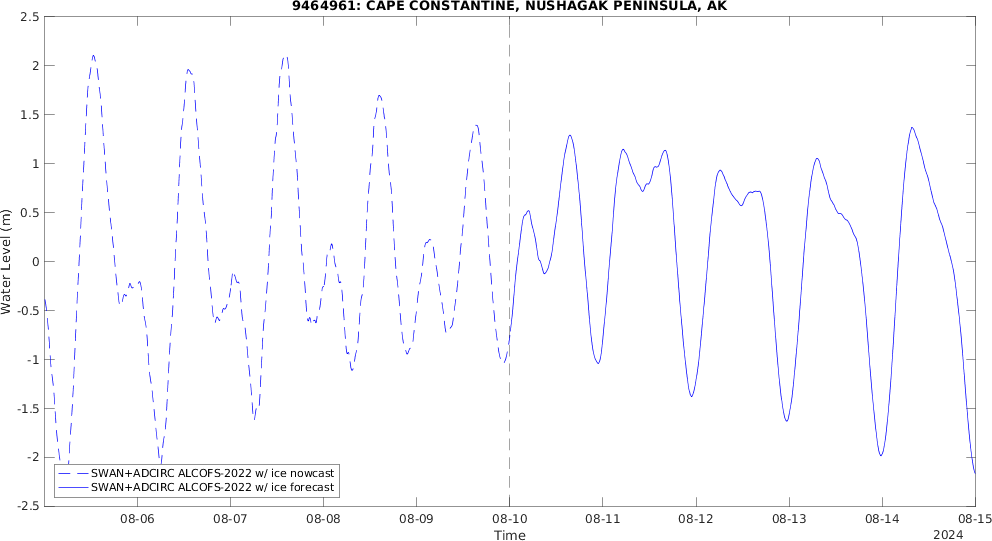 9464961: CAPE CONSTANTINE, NUSHAGAK PENINSULA, AK
2.5
2
1.5
1
0.5
0
-0.5
-1
-1.5
-2
-2.5
Water Level (m)
SWAN+ADCIRC ALCOFS-2022 w/ ice nowcast
SWAN+ADCIRC ALCOFS-2022 w/ ice forecast
08-06 08-07 08-08 08-09 08-10 08-11 08-12 08-13 08-14 08-15
Time
2024